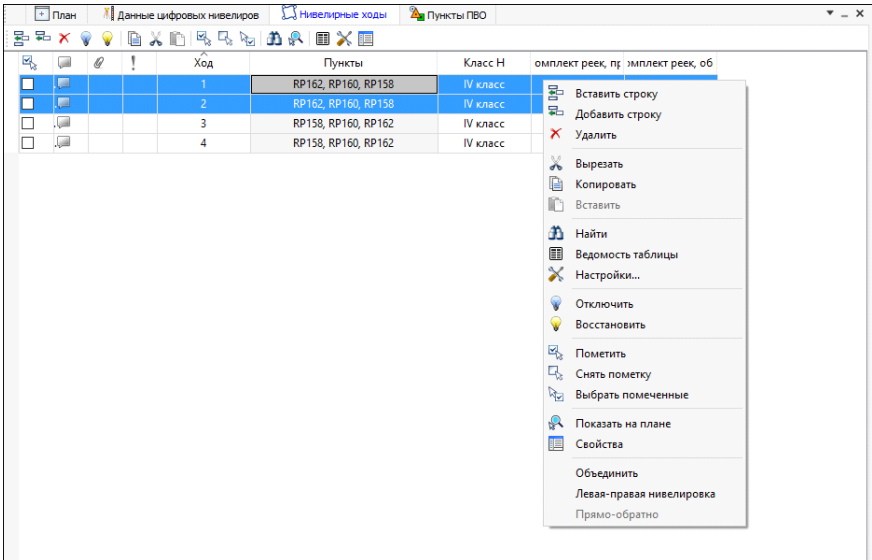 План Данные цифровых нивелиров Нивелирные ходы Пункты ПВО
Ход Пункты Класс H омплект реек, пр мплект реек, об
1 RP162, RP160, RP158 IV класс
2 RP162, RP160, RP158 IV класс
3 RP158, RP160, RP162 IV класс
4 RP158, RP160, RP162 IV класс
Вставить строку
Добавить строку
Удалить
Вырезать
Копировать
Вставить
Найти
Ведомость таблицы
Настройки...
Отключить
Восстановить
Пометить
Снять пометку
Выбрать помеченные
Показать на плане
Свойства
Объединить
Левая-правая нивелировка
Прямо-обратно